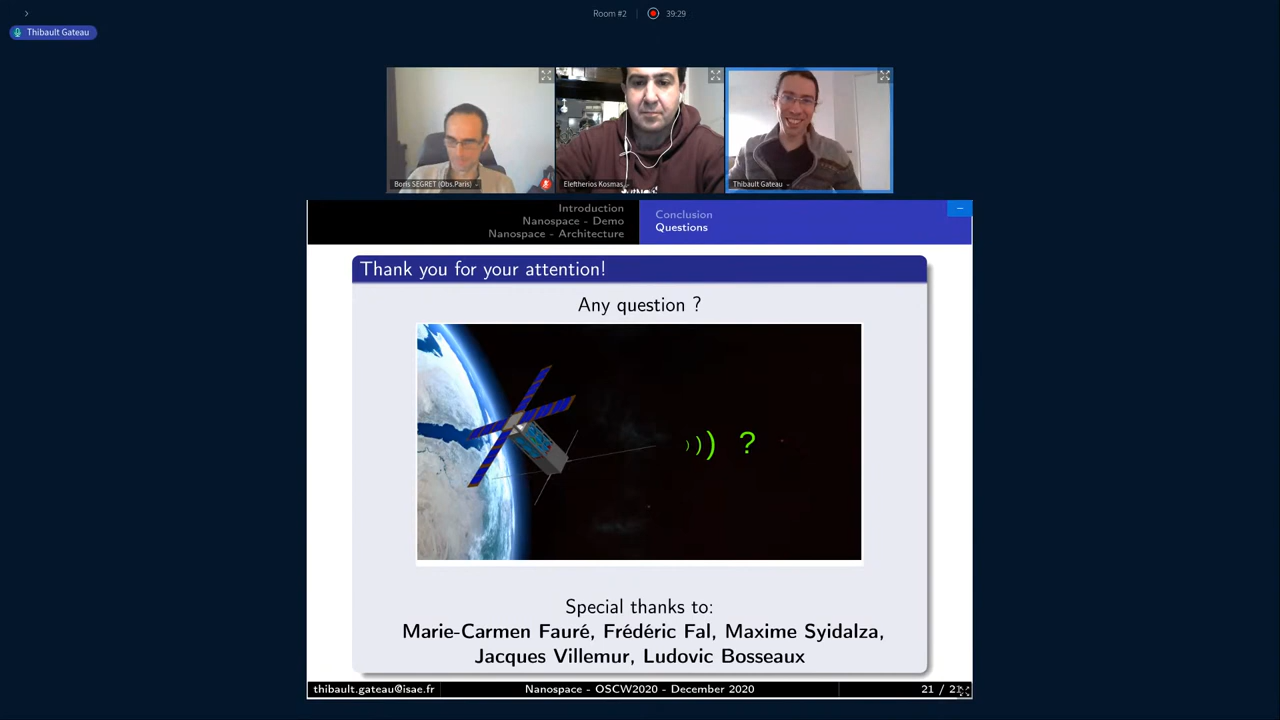 Room #2
39:29
Thibault Gateau
Boris SEGRET (Obs.Paris)
Eleftherios Kosmas,
Thibault Gateau
Introduction
Nanospace - Demo
Nanospace - Architecture
Conclusion
Questions
Thank you for your attention!
Any question ?
))) ?
Special thanks to:
Marie-Carmen Fauré, Frédéric Fal, Maxime Syidalza,
Jacques Villemur, Ludovic Bosseaux
thibault.gateau@isae.fr
Nanospace - OSCW2020 - December 2020
21 / 21